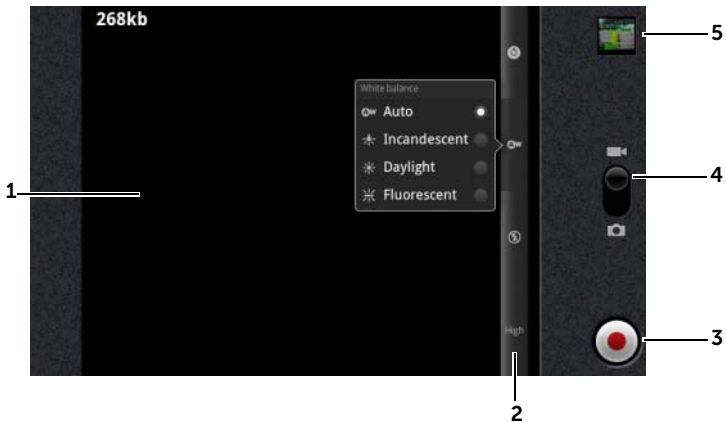 268kb
5
White balance
Auto
Incandescent
1
Daylight
4
Fluorescent
High
3
2